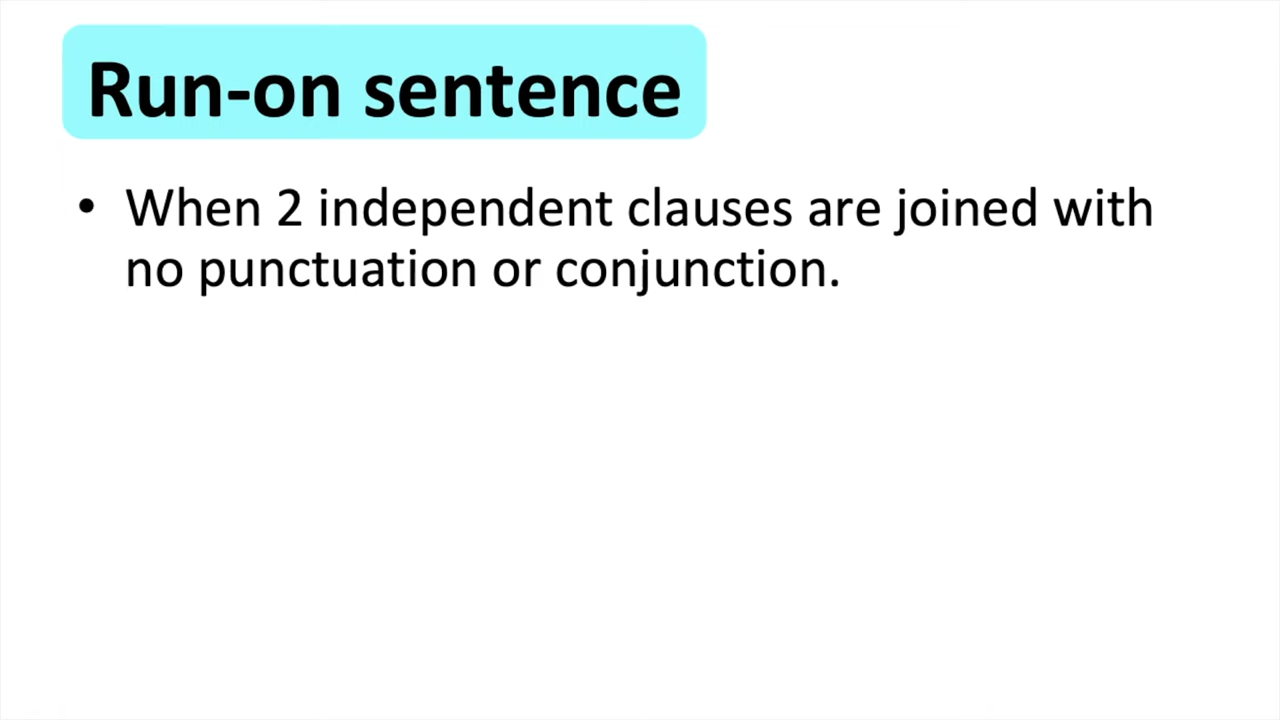 Run-on sentence
• When 2 independent clauses are joined with
no punctuation or conjunction.